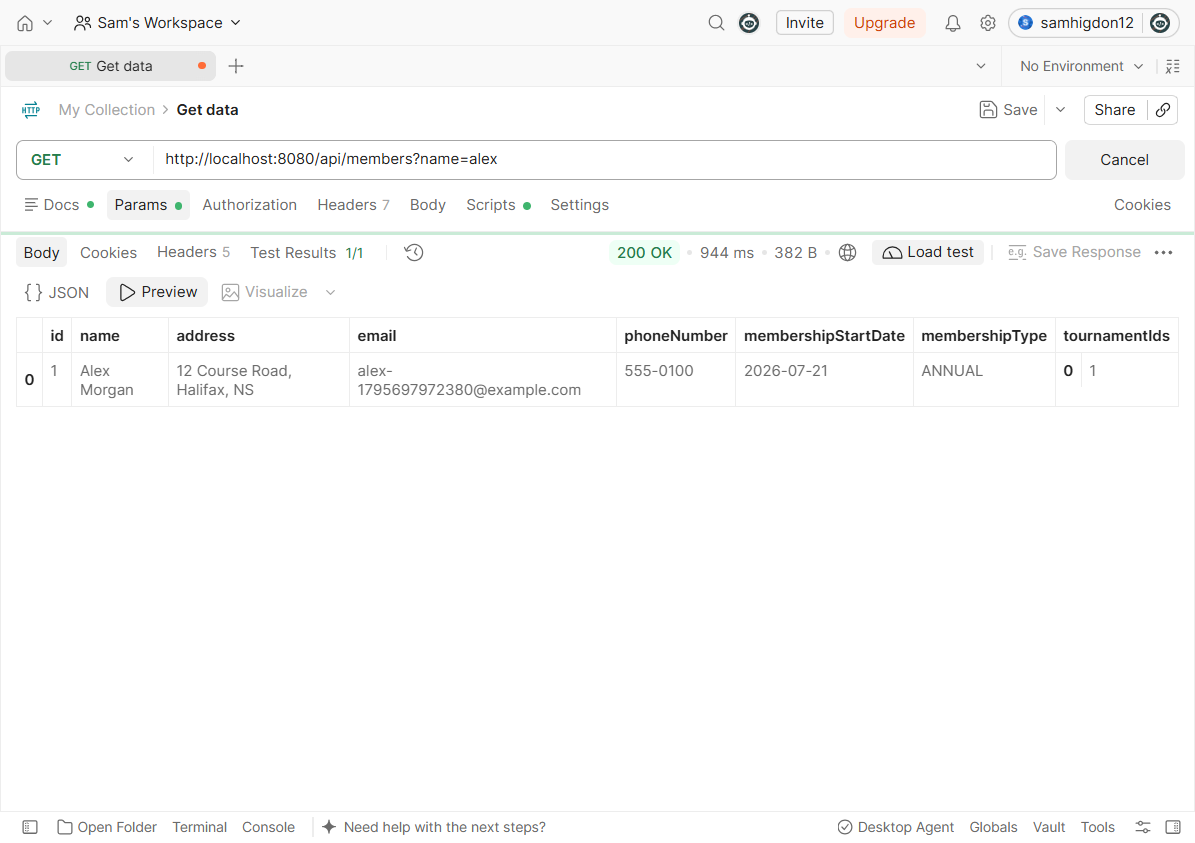 Sam's Workspace Invite Upgrade samhigdon12
GET Get data No Environment
HTTP My Collection > Get data Save Share
GET http://localhost:8080/api/members?name=alex Cancel
Docs Params Authorization Headers 7 Body Scripts Settings Cookies
Body Cookies Headers 5 Test Results 1/1 200 OK 944 ms 382 B Load test e.g. Save Response
{} JSON Preview Visualize
id name address email phoneNumber membershipStartDate membershipType tournamentIds
0 1 Alex Morgan 12 Course Road, Halifax, NS alex-1795697972380@example.com 555-0100 2026-07-21 ANNUAL 0 1
Open Folder Terminal Console Need help with the next steps? Desktop Agent Globals Vault Tools